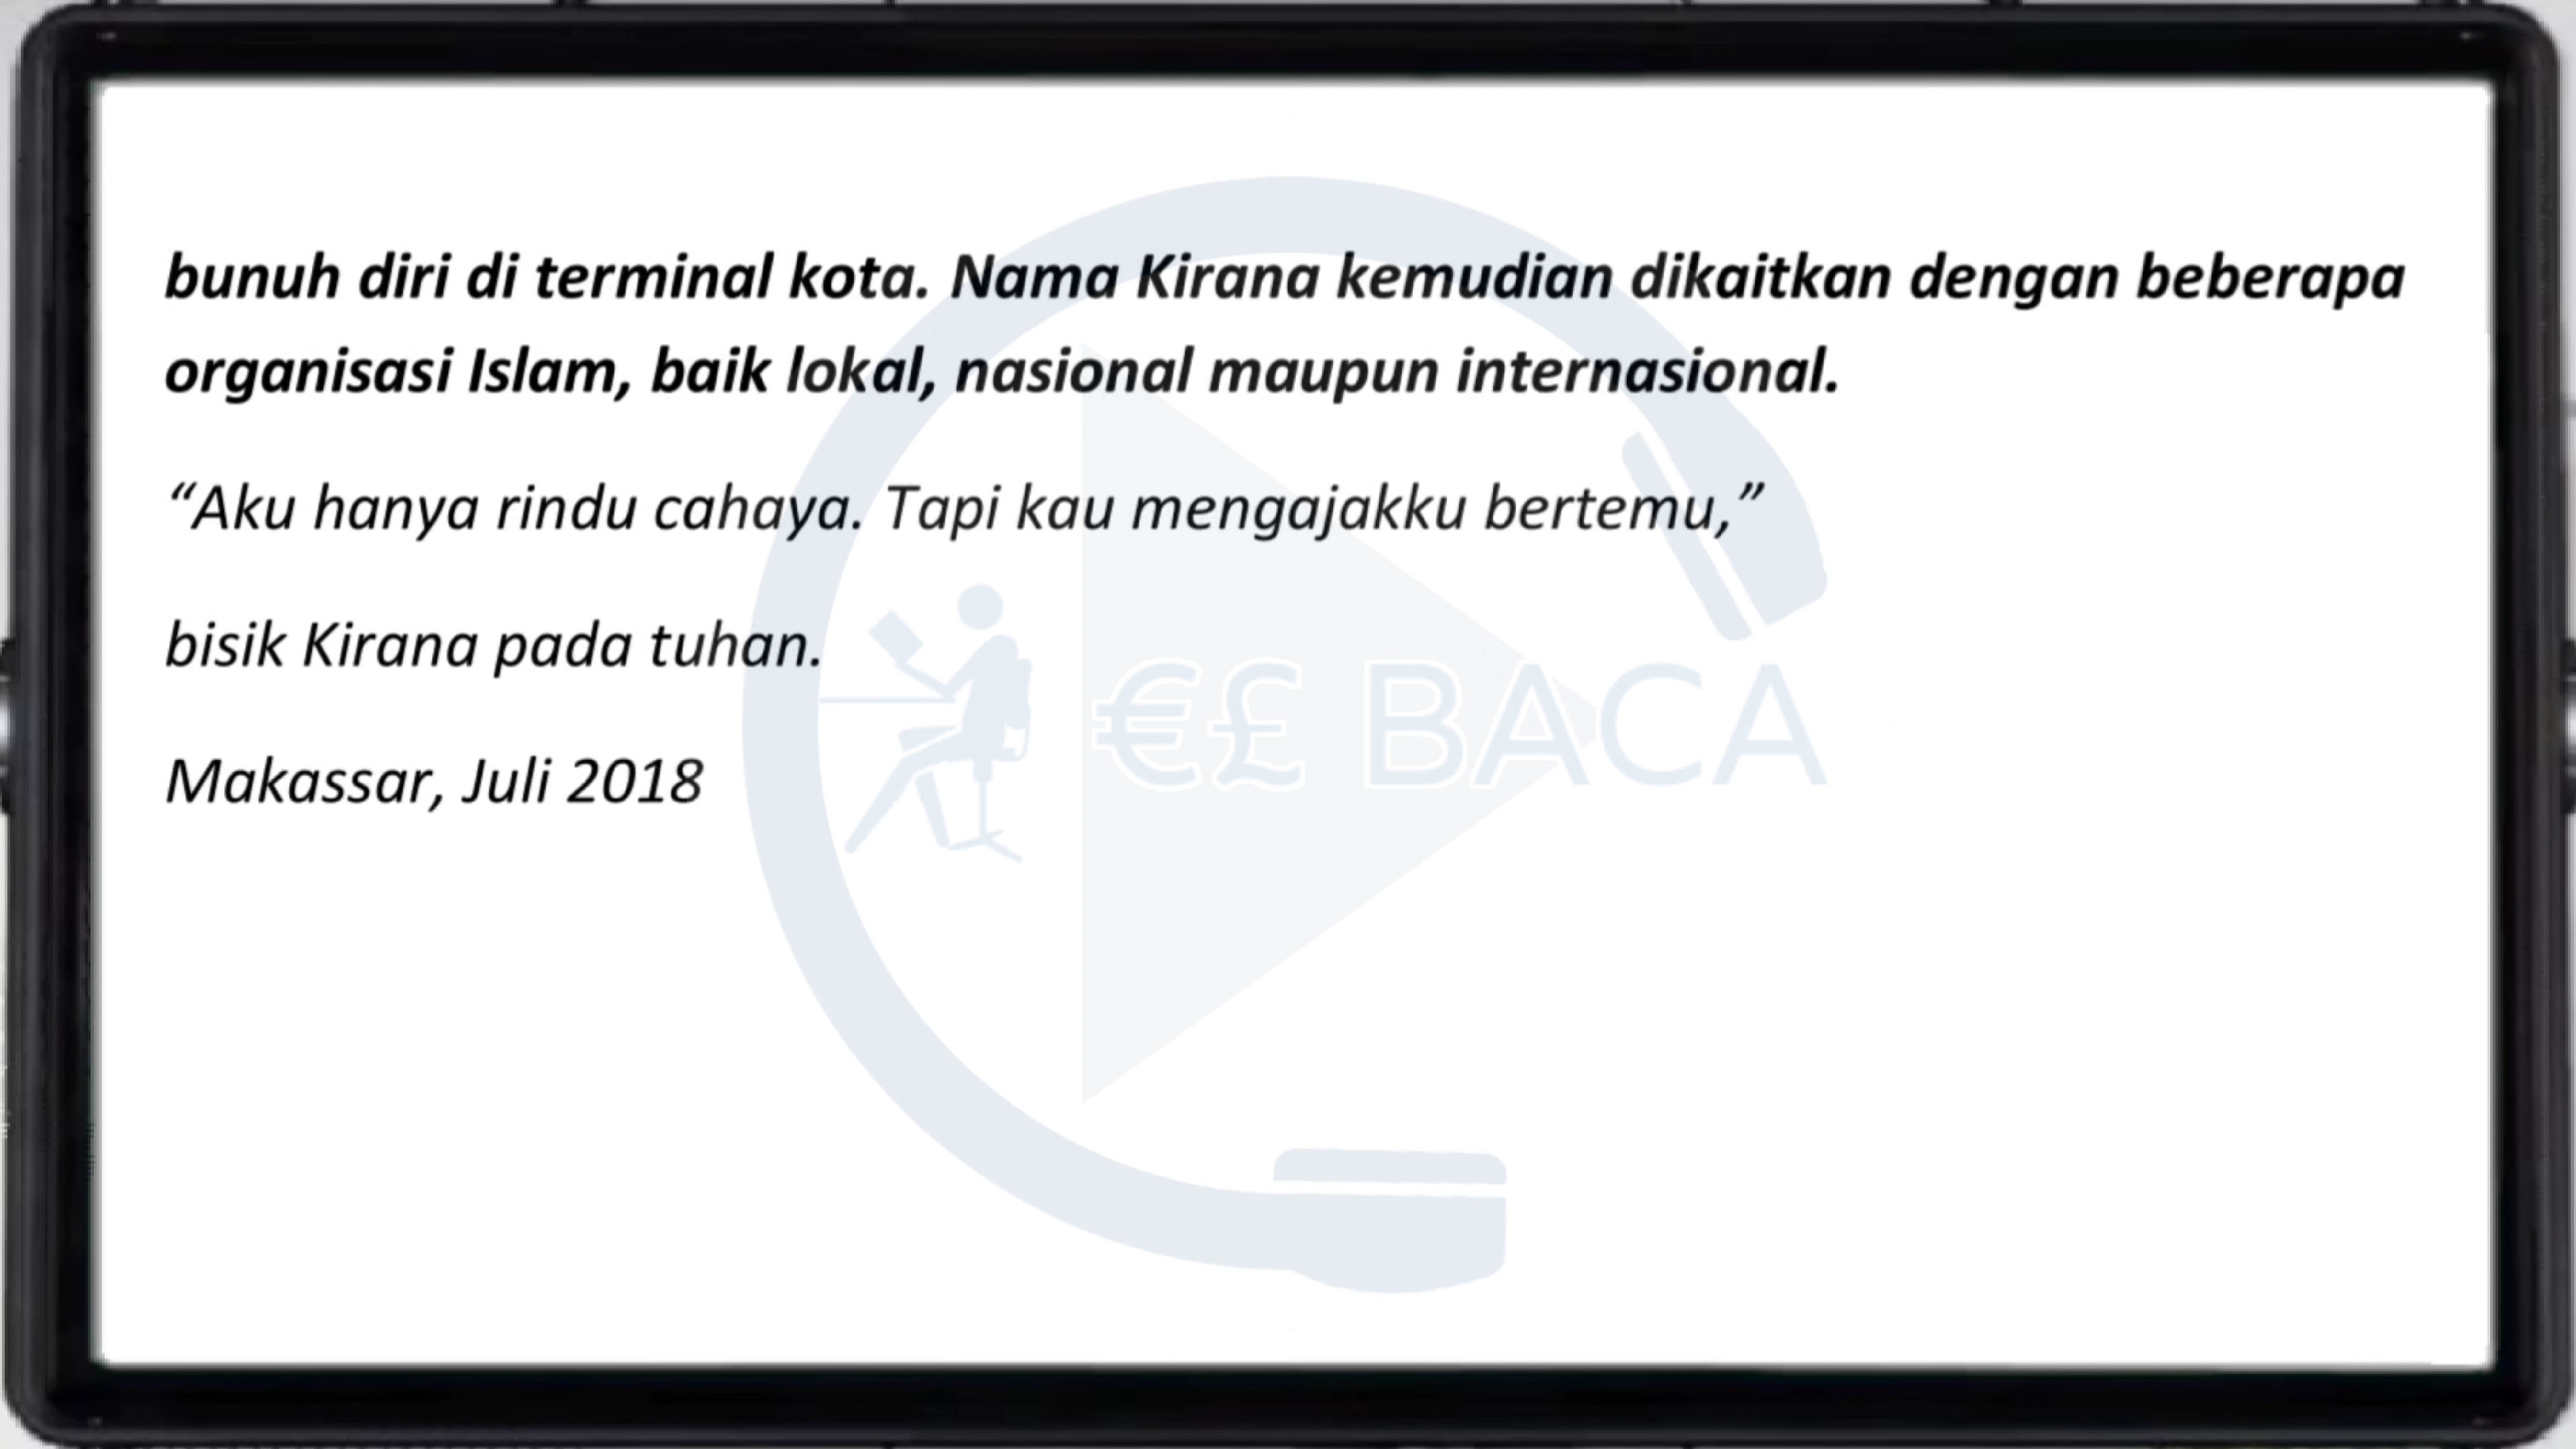 bunuh diri di terminal kota. Nama Kirana kemudian dikaitkan dengan beberapa
organisasi Islam, baik lokal, nasional maupun internasional.
“Aku hanya rindu cahaya. Tapi kau mengajakku bertemu,”
bisik Kirana pada tuhan.
€£ BACA
Makassar, Juli 2018